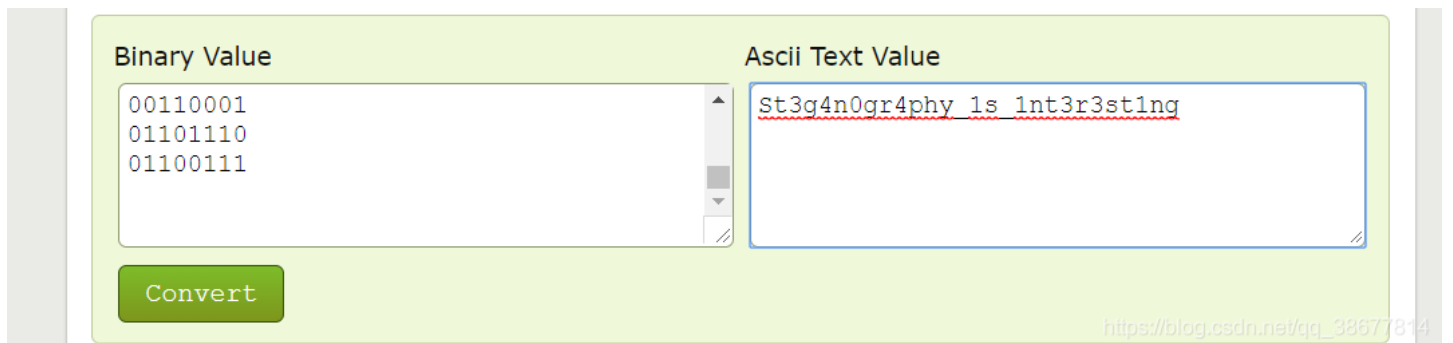 Binary Value
Ascii Text Value
00110001
01101110
01100111
St3g4n0gr4phy_1s_1nt3r3st1ng
Convert
https://blog.csdn.net/qq_38677814